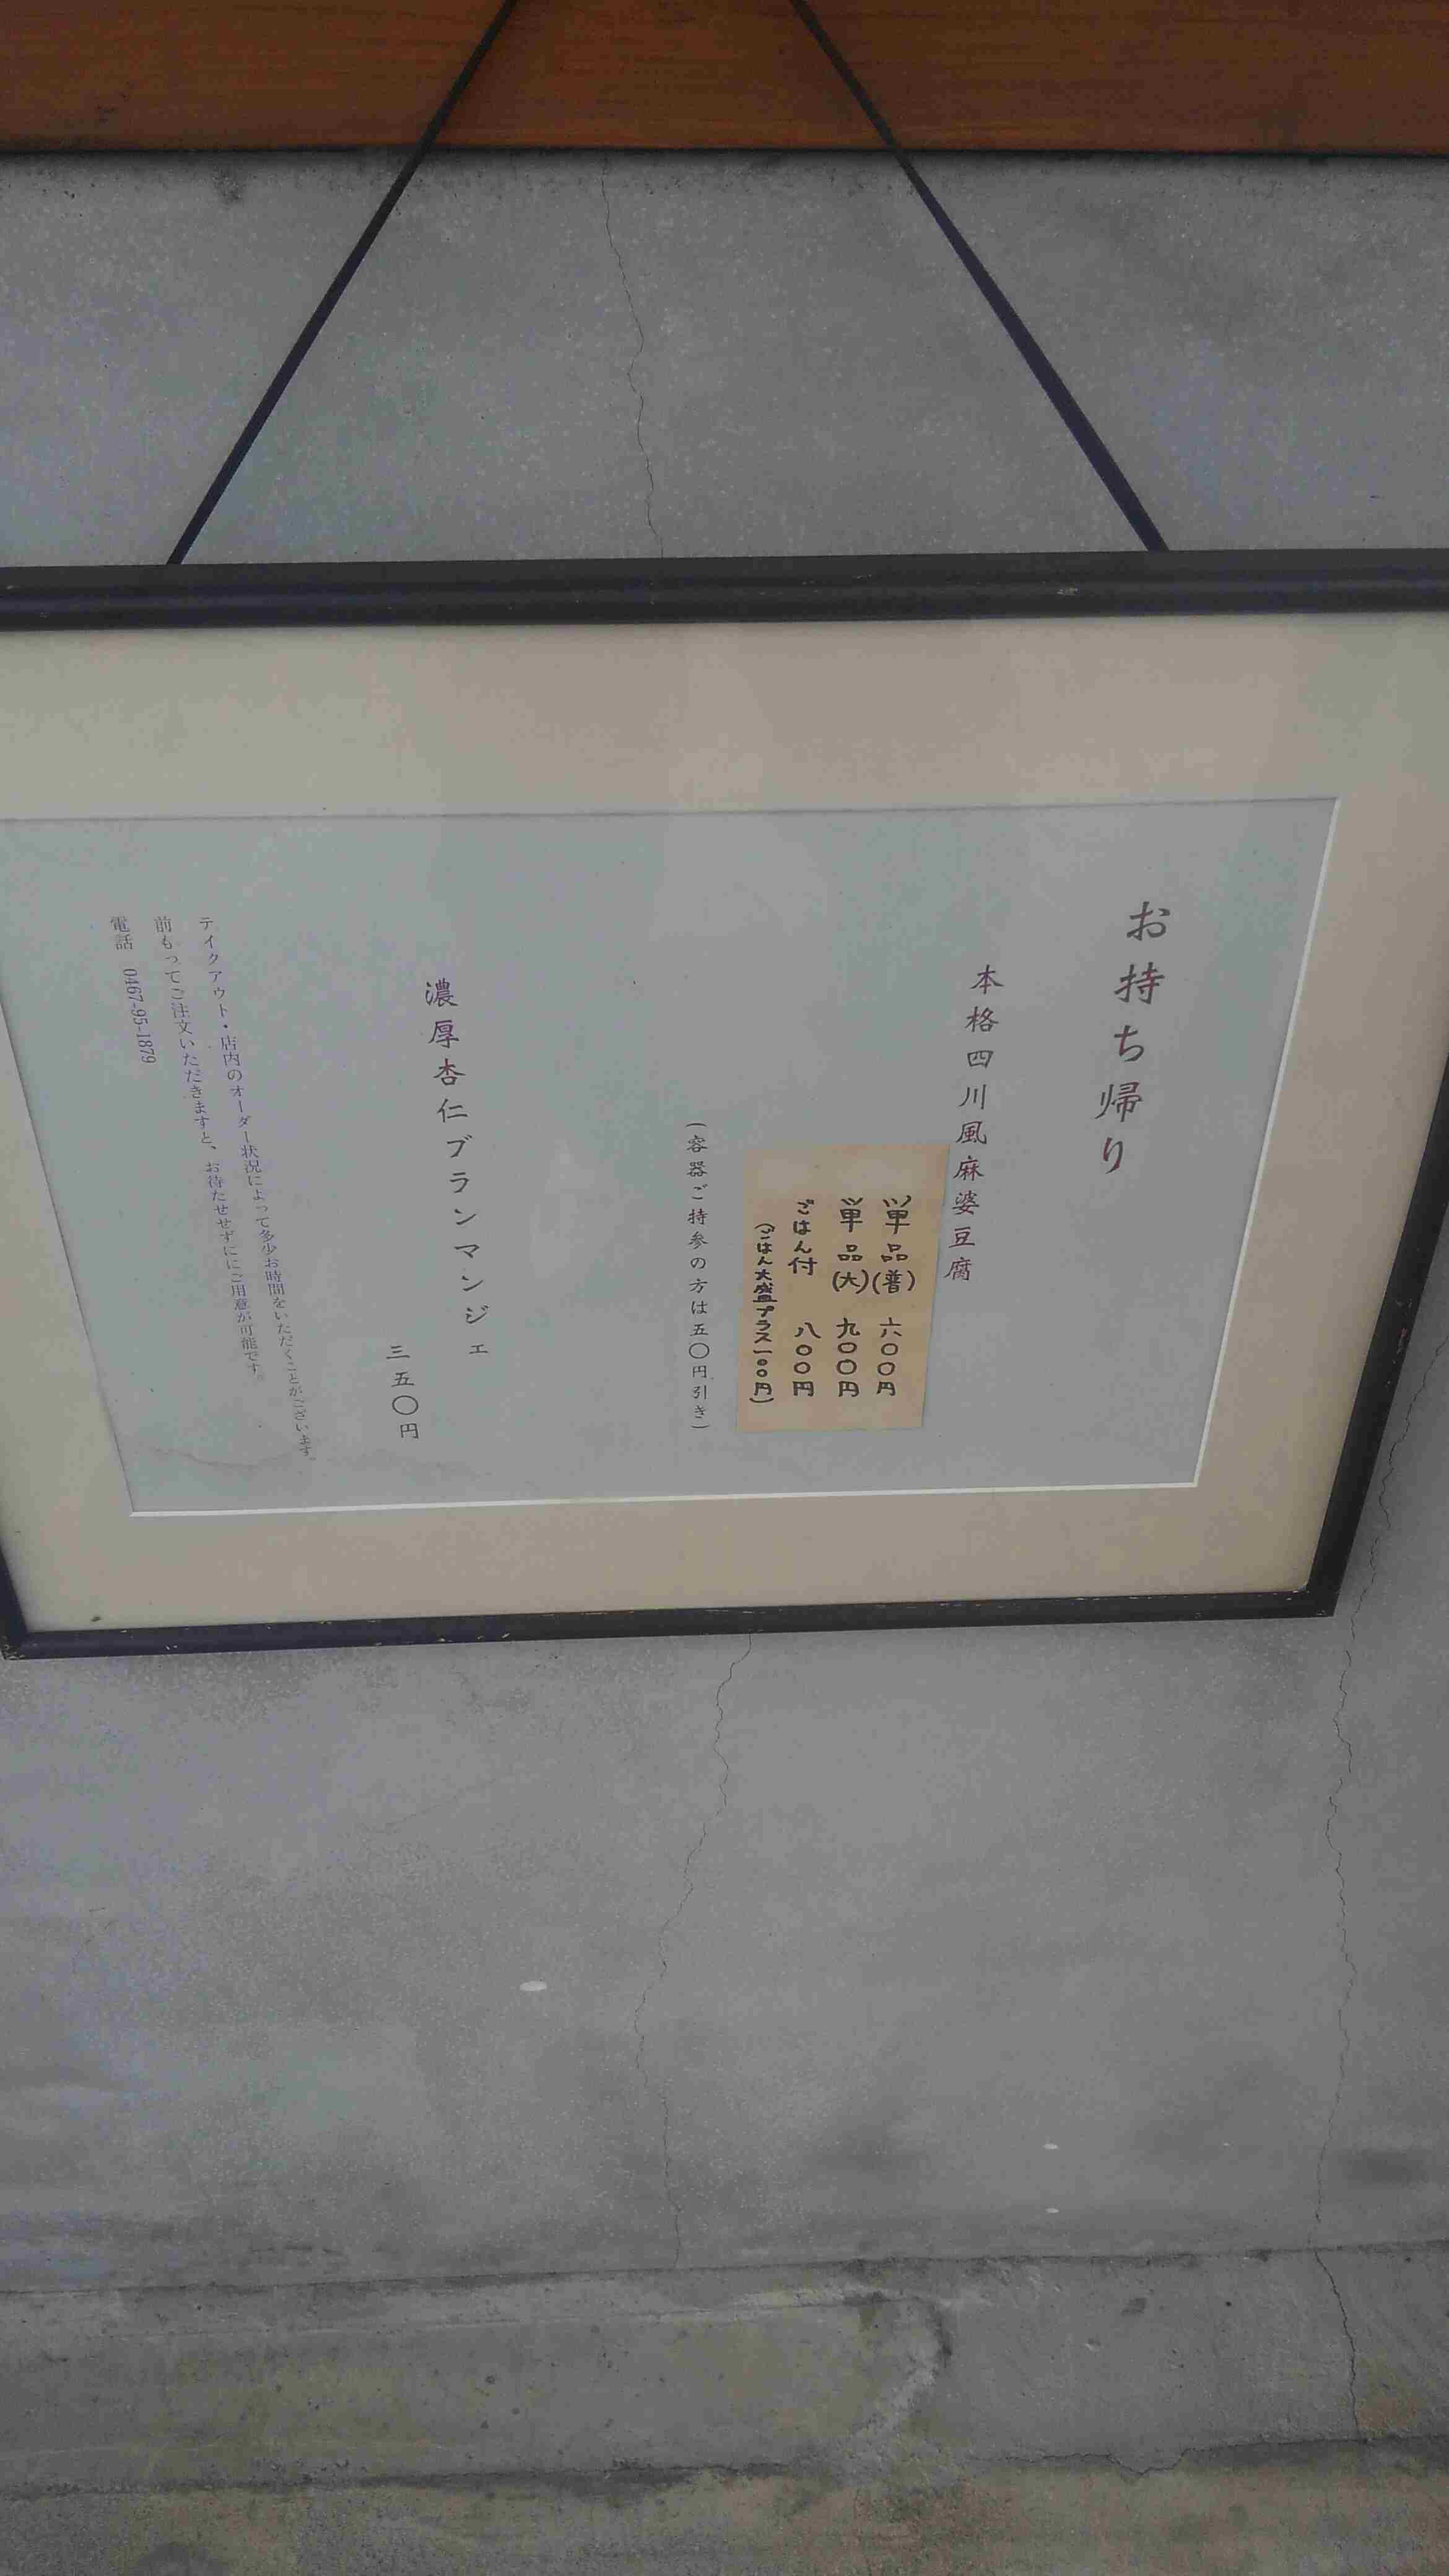 お持ち帰り
本格四川風麻婆豆腐
単品(普) 六〇〇円
単品(大) 九〇〇円
ごはん付 八〇〇円
(ごはん大盛プラス一〇〇円)
(容器ご持参の方は五〇円引き)
濃厚杏仁ブランマンジェ
三五〇円
テイクアウト・店内のオーダー状況によって多少お時間をいただくことがございます。
前もってご注文いただきますと、お待たせせずににご用意が可能です。
電話 0467-95-1879